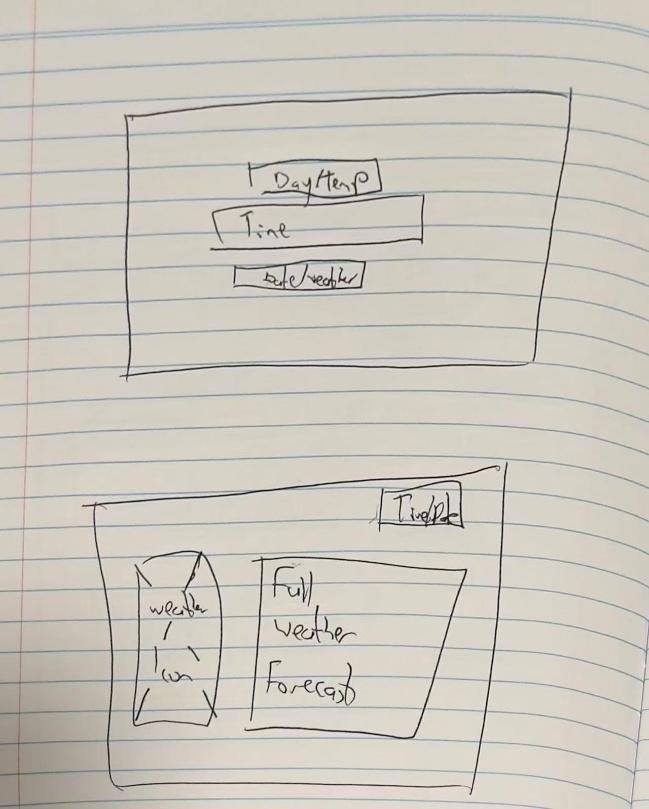 Day/temp
Time
Date/weather
Time/Date
weather
/
Icon
Full
weather
Forecast